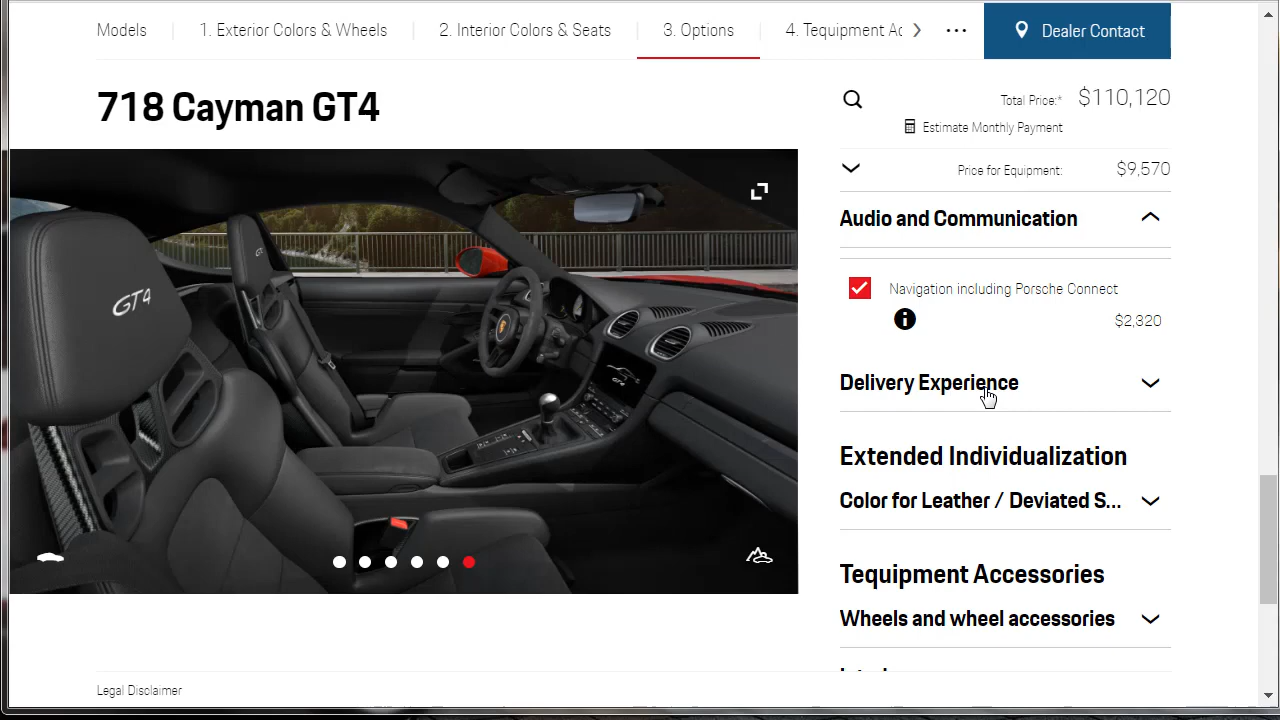 Models
1. Exterior Colors & Wheels
2. Interior Colors & Seats
3. Options
4. Tequipment Ac
Dealer Contact
718 Cayman GT4
Total Price:* $110,120
Estimate Monthly Payment
Price for Equipment: $9,570
Audio and Communication
Navigation including Porsche Connect
$2,320
Delivery Experience
Extended Individualization
Color for Leather / Deviated S...
Tequipment Accessories
Wheels and wheel accessories
GT4
Legal Disclaimer